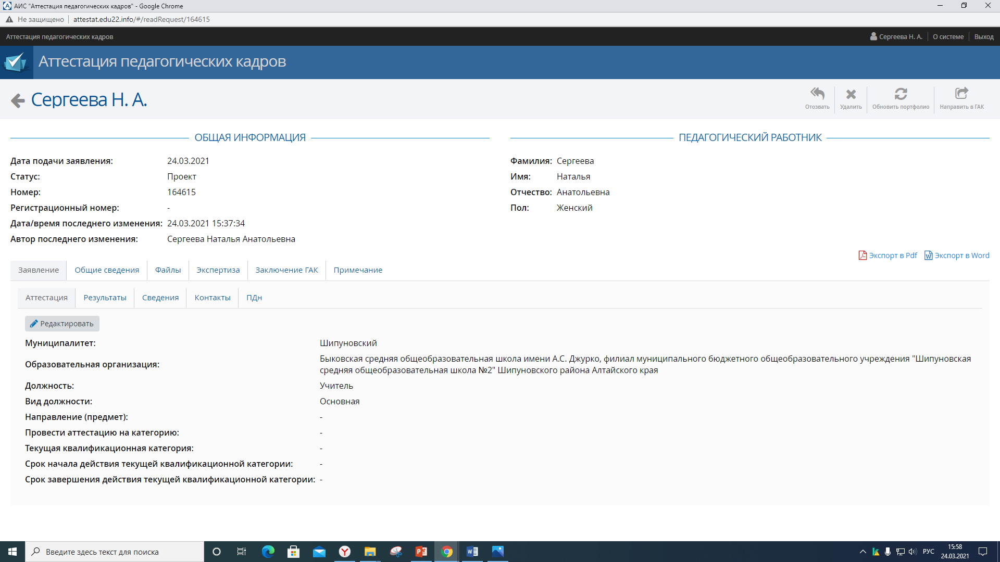 АИС "Аттестация педагогических кадров" - Google Chrome
Не защищено | attestat.edu22.info/#/readRequest/164615
Аттестация педагогических кадров
Сергеева Н. А. О системе Выход
Аттестация педагогических кадров
Сергеева Н. А.
Отозвать Удалить Обновить портфолио Направить в ГАК
ОБЩАЯ ИНФОРМАЦИЯ
Дата подачи заявления: 24.03.2021
Статус: Проект
Номер: 164615
Регистрационный номер: -
Дата/время последнего изменения: 24.03.2021 15:37:34
Автор последнего изменения: Сергеева Наталья Анатольевна
ПЕДАГОГИЧЕСКИЙ РАБОТНИК
Фамилия: Сергеева
Имя: Наталья
Отчество: Анатольевна
Пол: Женский
Экспорт в Pdf Экспорт в Word
Заявление Общие сведения Файлы Экспертиза Заключение ГАК Примечание
Аттестация Результаты Сведения Контакты ПДн
Редактировать
Муниципалитет: Шипуновский
Образовательная организация: Быковская средняя общеобразовательная школа имени А.С. Джурко, филиал муниципального бюджетного общеобразовательного учреждения "Шипуновская
средняя общеобразовательная школа №2" Шипуновского района Алтайского края
Должность: Учитель
Вид должности: Основная
Направление (предмет): -
Провести аттестацию на категорию: -
Текущая квалификационная категория: -
Срок начала действия текущей квалификационной категории: -
Срок завершения действия текущей квалификационной категории: -
Введите здесь текст для поиска
РУС
15:58
24.03.2021